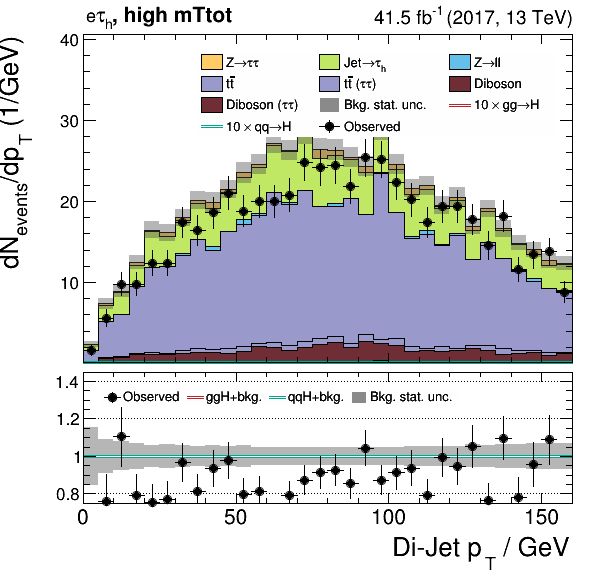 eτh, high mTtot 41.5 fb⁻¹ (2017, 13 TeV)
dNevents/dpT (1/GeV)
40
30
20
10
Z→ττ Jet→τh Z→ll
tt̄ tt̄ (ττ) Diboson
Diboson (ττ) Bkg. stat. unc. 10 × gg→H
10 × qq→H Observed
1.4
1.2
1
0.8
Observed ggH+bkg. qqH+bkg. Bkg. stat. unc.
0 50 100 150
Di-Jet pT / GeV